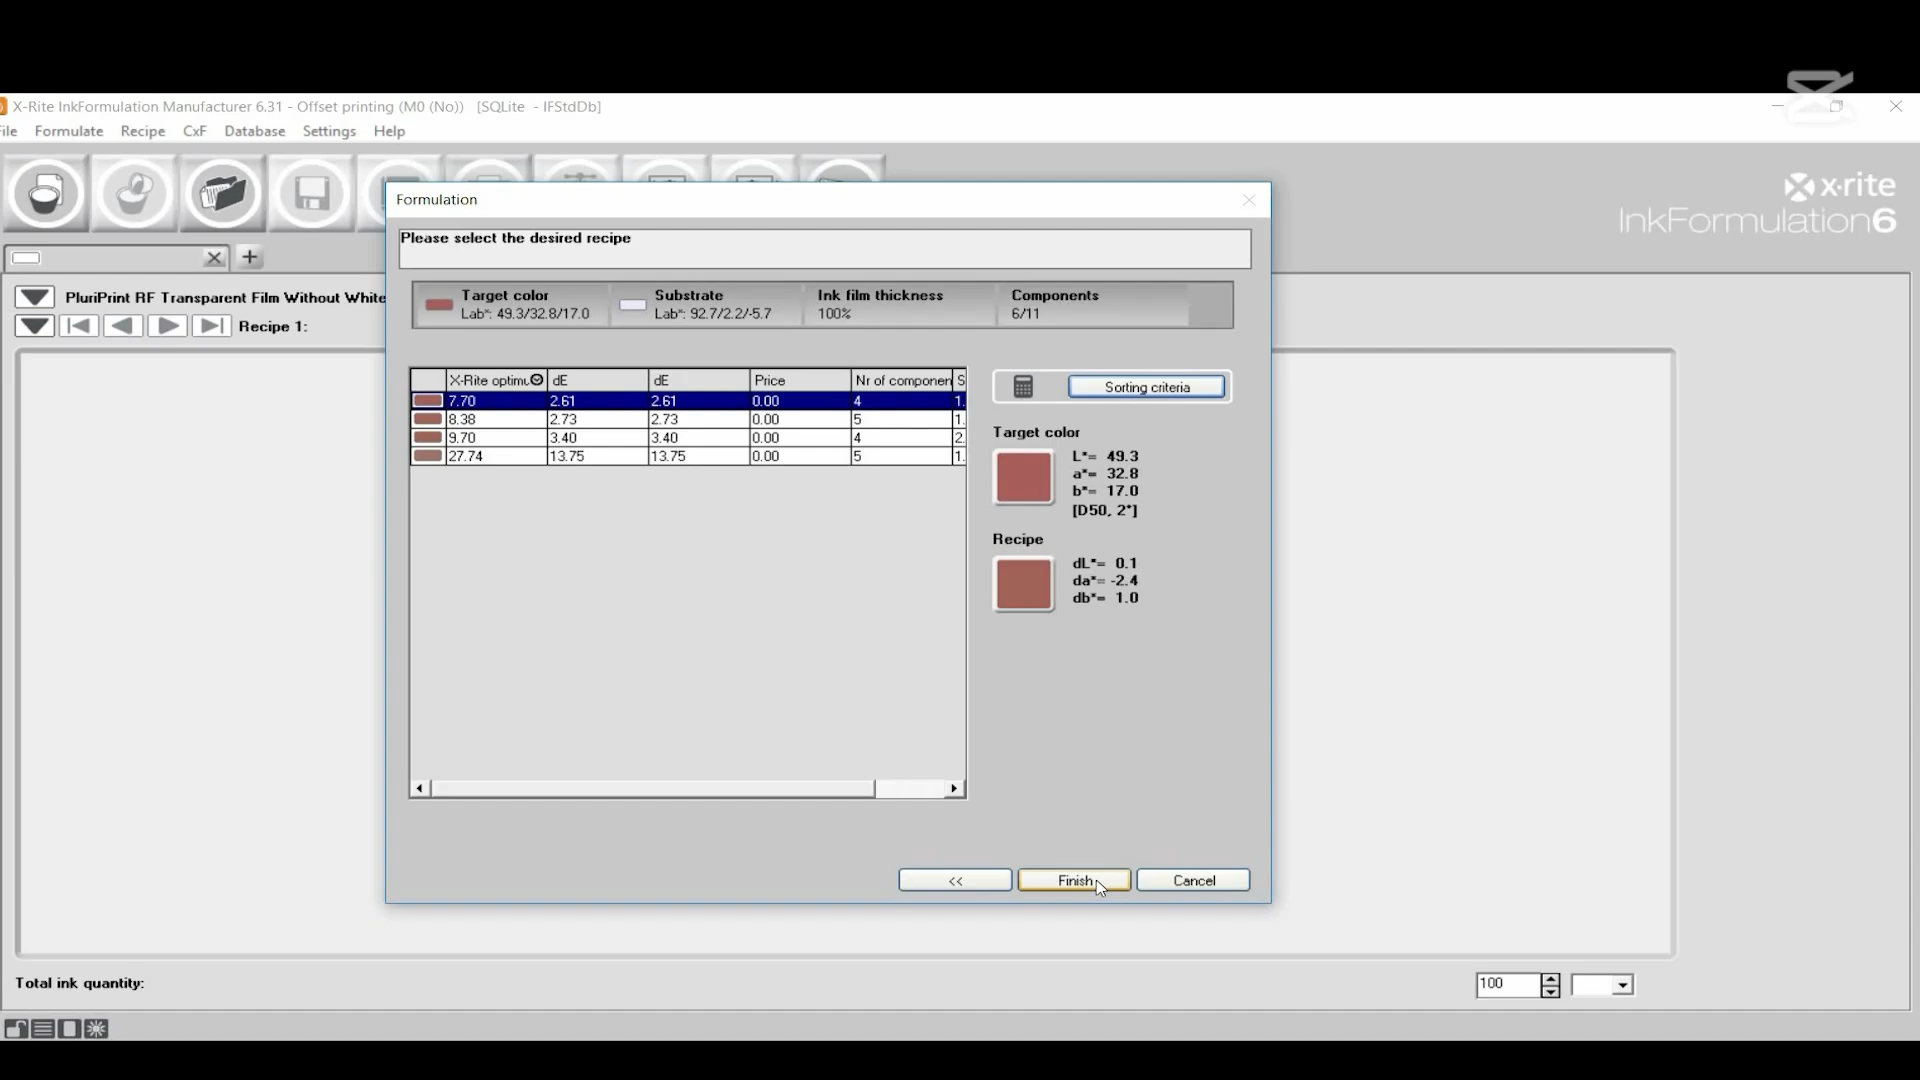 X-Rite InkFormulation Manufacturer 6.31 - Offset printing (M0 (No)) [SQLite - IFStdDb]
File Formulate Recipe CxF Database Settings Help
x-rite
InkFormulation6
Formulation
Please select the desired recipe
PluriPrint RF Transparent Film Without White
Recipe 1:
Target color Substrate Ink film thickness Components
Lab*: 49.3/32.8/17.0 Lab*: 92.7/2.2/-5.7 100% 6/11
X-Rite optimu dE dE Price Nr of componen S
7.70 2.61 2.61 0.00 4 1.
8.38 2.73 2.73 0.00 5 1.
9.70 3.40 3.40 0.00 4 2.
27.74 13.75 13.75 0.00 5 1.
Sorting criteria
Target color
L*= 49.3
a*= 32.8
b*= 17.0
[D50, 2°]
Recipe
dL*= 0.1
da*= -2.4
db*= 1.0
<< Finish Cancel
Total ink quantity: 100